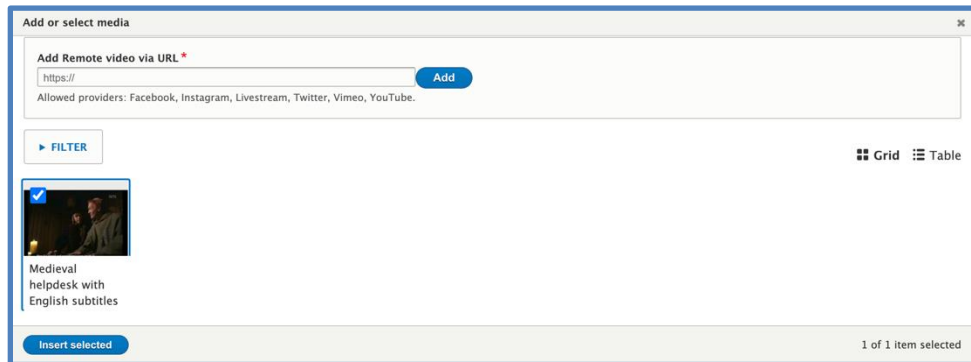 Add or select media
Add Remote video via URL*
https://
Add
Allowed providers: Facebook, Instagram, Livestream, Twitter, Vimeo, YouTube.
FILTER
Grid Table
Medieval
helpdesk with
English subtitles
Insert selected
1 of 1 item selected